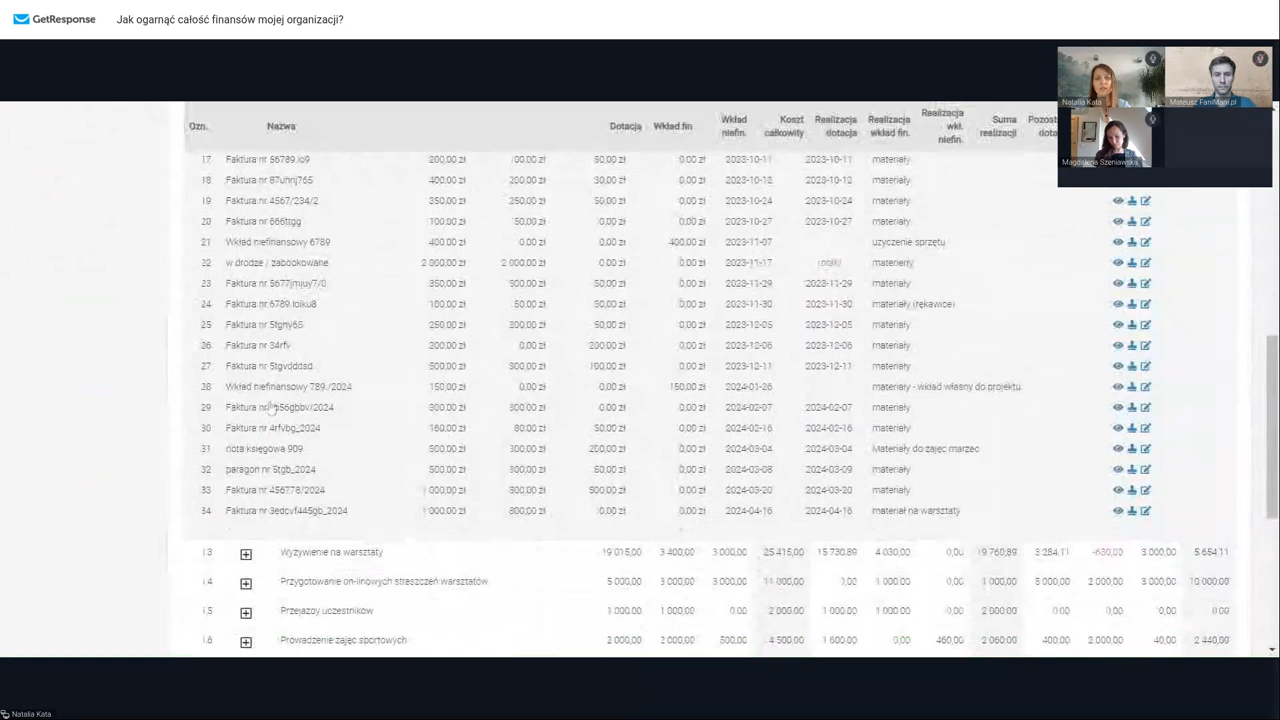 GetResponse Jak ogarnąć całość finansów mojej organizacji?
Natalia Kata Mateusz FaniMani.pl
Magdalena Szeniawska
Ozn. Nazwa Dotacja Wkład fin Wkład niefin. Koszt całkowity Realizacja dotacja Realizacja wkład fin. Realizacja wkł. niefin. Suma realizacji
17 Faktura nr 56789.lo9 200,00 zł 100,00 zł 50,00 zł 0,00 zł 2023-10-11 2023-10-11 materiały
18 Faktura nr 87uhnj765 400,00 zł 200,00 zł 30,00 zł 0,00 zł 2023-10-12 2023-10-12 materiały
19 Faktura nr 4567/234/2 350,00 zł 250,00 zł 50,00 zł 0,00 zł 2023-10-24 2023-10-24 materiały
20 Faktura nr 666ttgg 100,00 zł 50,00 zł 0,00 zł 0,00 zł 2023-10-27 2023-10-27 materiały
21 Wkład niefinansowy 6789 400,00 zł 0,00 zł 0,00 zł 400,00 zł 2023-11-07 uzyczenie sprzętu
22 w drodze / zabookowane 2 000,00 zł 2 000,00 zł 0,00 zł 0,00 zł 2023-11-17 materierły
23 Faktura nr 5677jmjuy7/0 0,00 zł 2023-11-29 2023-11-29 materiały
24 Faktura nr 6789.loiku8 100,00 zł 50,00 zł 50,00 zł 0,00 zł 2023-11-30 2023-11-30 materiały (rękawice)
25 Faktura nr 5tgny65 50,00 zł 0,00 zł 2023-12-05 2023-12-05 materiały
26 Faktura nr 34rfv 200,00 zł 0,00 zł 200,00 zł 0,00 zł 2023-12-06 2023-12-06 materiały
27 Faktura nr 5tgvdddsd 500,00 zł 300,00 zł 100,00 zł 0,00 zł 2023-12-11 2023-12-11 materiały
28 Wkład niefinansowy 789 /2024 150,00 zł 0,00 zł 0,00 zł 150,00 zł 2024-01-26 materiały - wkład własny do projektu
29 Faktura nr 300,00 zł 300,00 zł 0,00 zł 0,00 zł 2024-02-07 2024-02-07 materiały
30 Faktura nr 4rfvbg_2024 160,00 zł 80,00 zł 50,00 zł 0,00 zł 2024-02-16 2024-02-16 materiały
31 nota księgowa 909 500,00 zł 300,00 zł 200,00 zł 0,00 zł 2024-03-04 2024-03-04 Materiały do zajęć marzec
32 paragon nr 5tgb_2024 500,00 zł 300,00 zł 0,00 zł 2024-03-08 2024-03-09 materiały
33 Faktura nr 456778/2024 1 000,00 zł 300,00 zł 500,00 zł 0,00 zł 2024-03-20 2024-03-20 materiały
34 Faktura nr 3edcvf445gb_2024 1 000,00 zł 800,00 zł 0,00 zł 2024-04-16 2024-04-16 materiał na warsztaty
1.3 Wyżywienie na warsztaty 19 015,00 3 400,00 3 000,00 25 415,00 15 730,89 4 030,00 0,00 19 760,89 3 284,11 -630,00 3 000,00 5 654,11
1.4 Przygotowanie on-linowych streszczeń warsztatów 5 000,00 3 000,00 3 000,00 11 000,00 0,00 1 000,00 0,00 1 000,00 5 000,00 2 000,00 3 000,00 10 000,00
1.5 Przejazdy uczestników 1 000,00 1 000,00 0,00 2 000,00 1 000,00 1 000,00 0,00 2 000,00 0,00 0,00 0,00 0,00
1.6 Prowadzenie zajęc sportowych 2 000,00 2 000,00 500,00 4 500,00 1 600,00 0,00 460,00 2 060,00 400,00 2 000,00 40,00 2 440,00
Natalia Kata